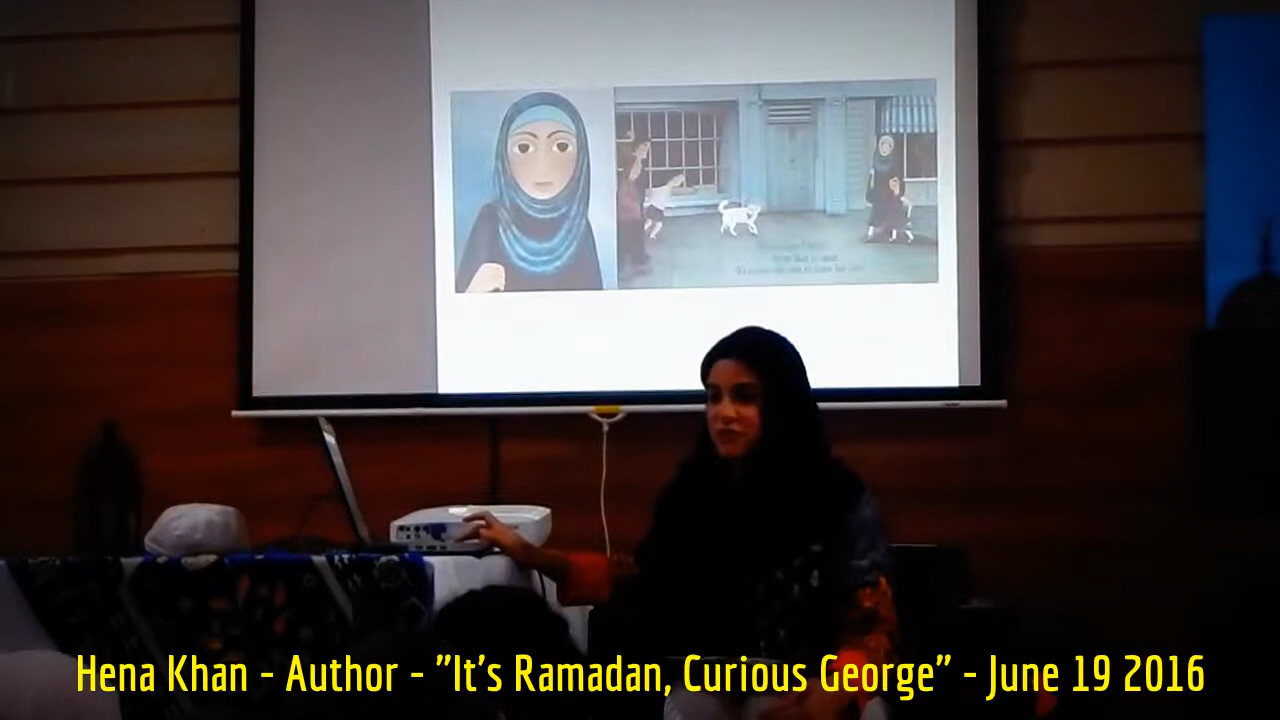 Hena Khan - Author - "It's Ramadan, Curious George" - June 19 2016